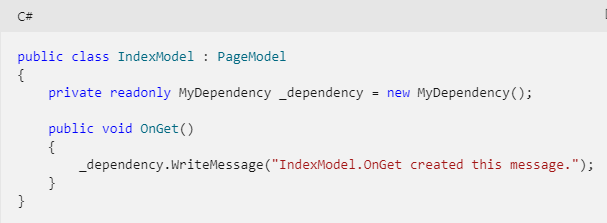 C#
public class IndexModel : PageModel
{
    private readonly MyDependency _dependency = new MyDependency();
    public void OnGet()
    {
        _dependency.WriteMessage("IndexModel.OnGet created this message.");
    }
}